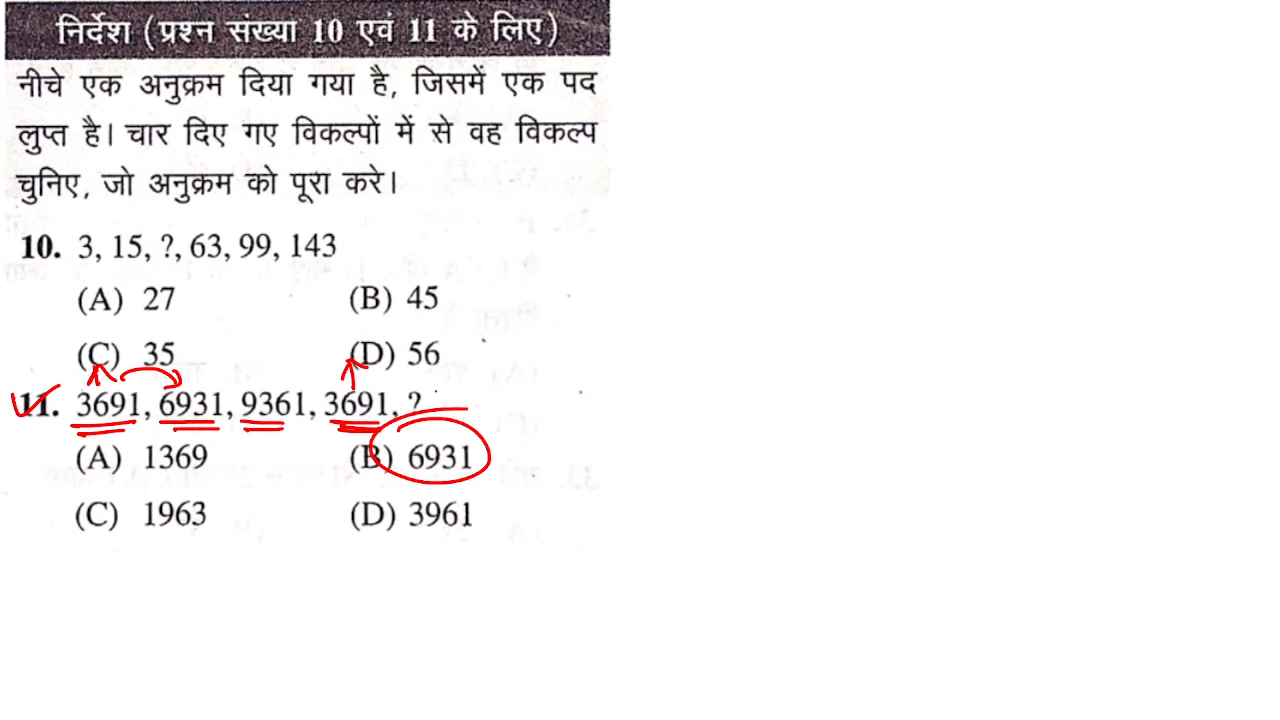 निर्देश (प्रश्न संख्या 10 एवं 11 के लिए)
नीचे एक अनुक्रम दिया गया है, जिसमें एक पद
लुप्त है। चार दिए गए विकल्पों में से वह विकल्प
चुनिए, जो अनुक्रम को पूरा करे।
10. 3, 15, ?, 63, 99, 143
(A) 27 (B) 45
(C) 35 (D) 56
11. 3691, 6931, 9361, 3691, ?
(A) 1369 (B) 6931
(C) 1963 (D) 3961